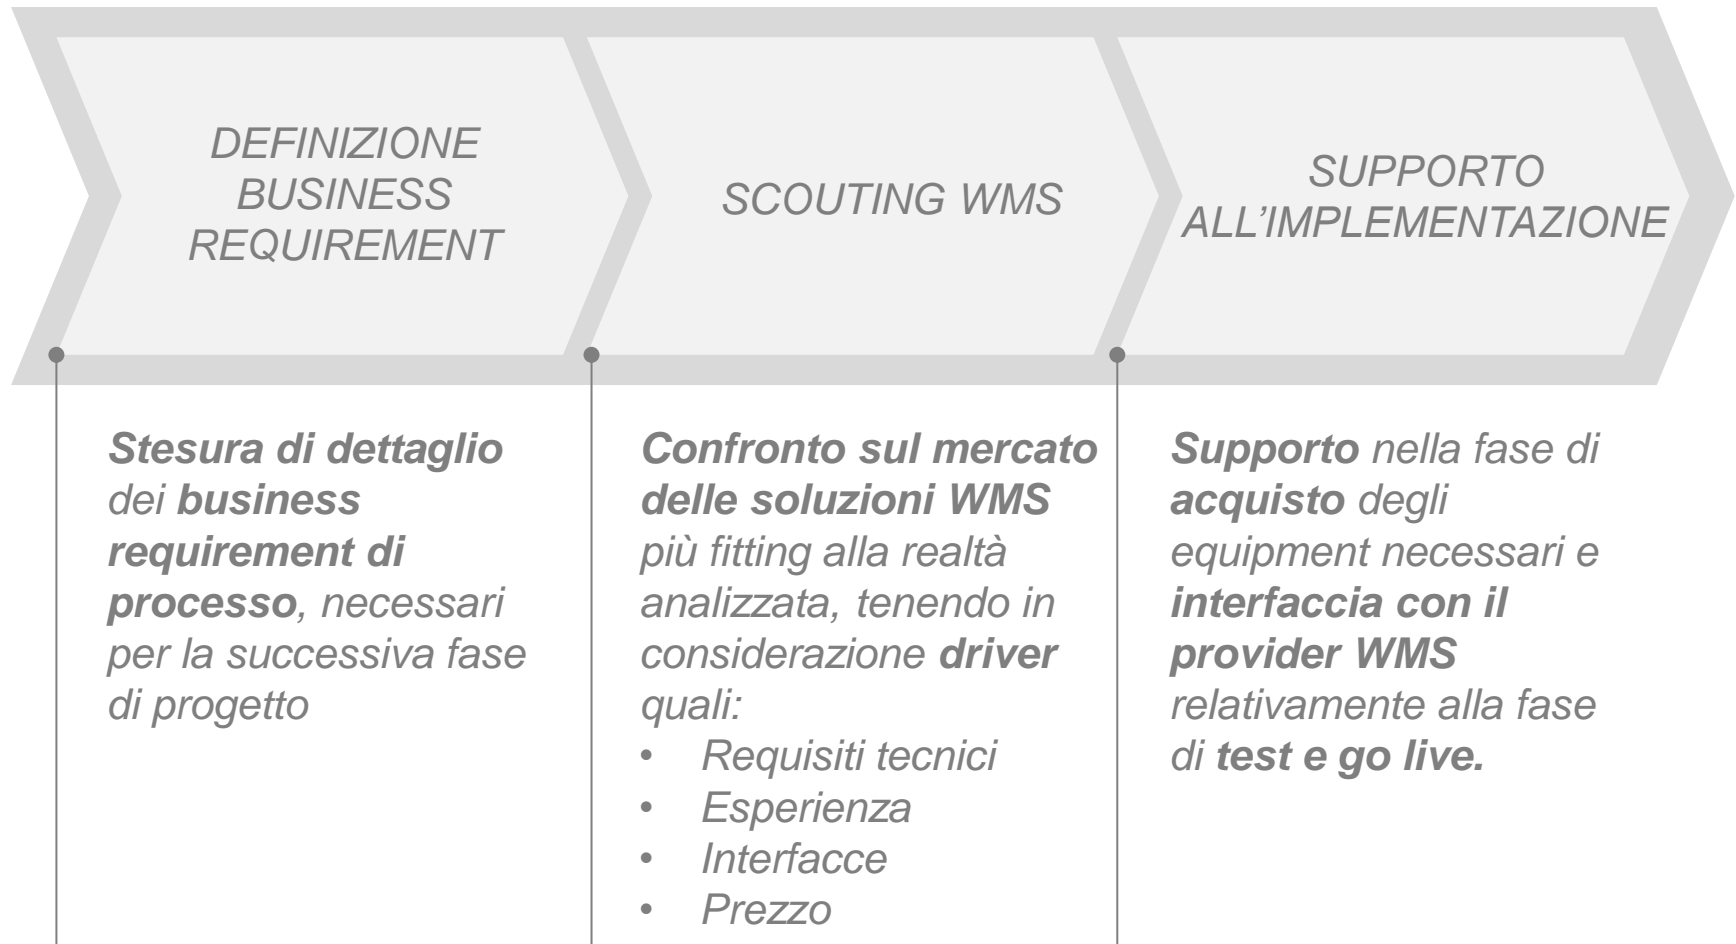 DEFINIZIONE
BUSINESS
REQUIREMENT
SCOUTING WMS
SUPPORTO
ALL’IMPLEMENTAZIONE
Stesura di dettaglio
dei business
requirement di
processo, necessari
per la successiva fase
di progetto
Confronto sul mercato
delle soluzioni WMS
più fitting alla realtà
analizzata, tenendo in
considerazione driver
quali:
• Requisiti tecnici
• Esperienza
• Interfacce
• Prezzo
Supporto nella fase di
acquisto degli
equipment necessari e
interfaccia con il
provider WMS
relativamente alla fase
di test e go live.